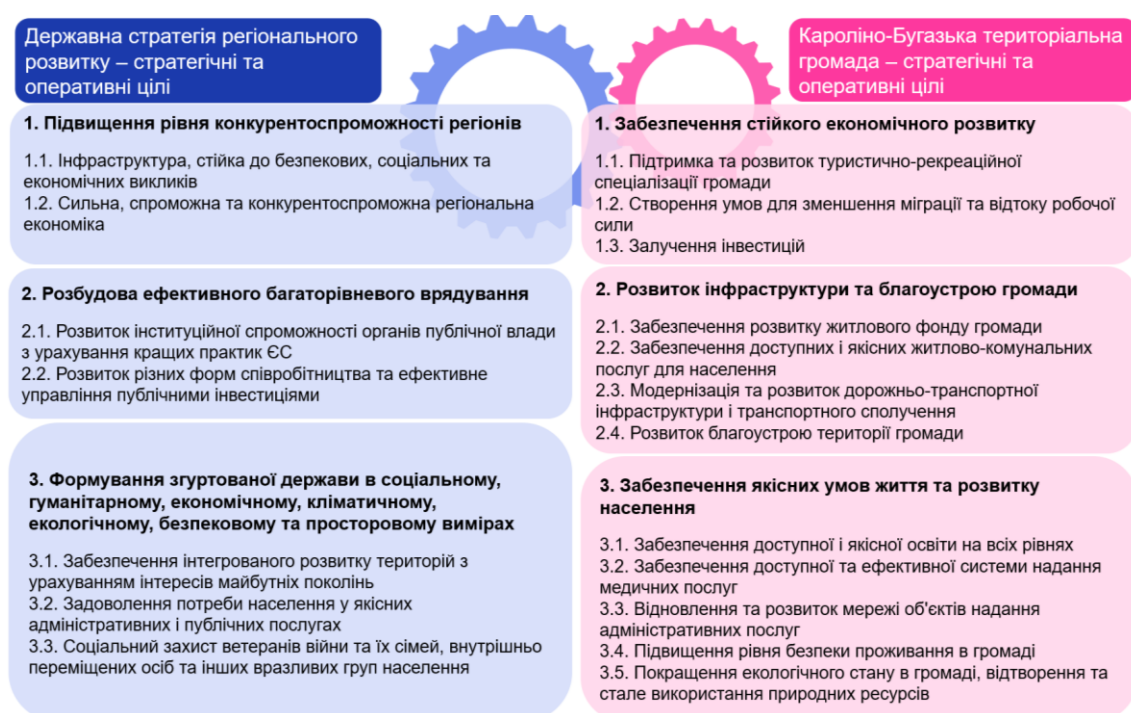 Державна стратегія регіонального
розвитку – стратегічні та
оперативні цілі
1. Підвищення рівня конкурентоспроможності регіонів
1.1. Інфраструктура, стійка до безпекових, соціальних та
економічних викликів
1.2. Сильна, спроможна та конкурентоспроможна регіональна
економіка
2. Розбудова ефективного багаторівневого врядування
2.1. Розвиток інституційної спроможності органів публічної влади
з урахування кращих практик ЄС
2.2. Розвиток різних форм співробітництва та ефективне
управління публічними інвестиціями
3. Формування згуртованої держави в соціальному,
гуманітарному, економічному, кліматичному,
екологічному, безпековому та просторовому вимірах
3.1. Забезпечення інтегрованого розвитку територій з
урахуванням інтересів майбутніх поколінь
3.2. Задоволення потреби населення у якісних
адміністративних і публічних послугах
3.3. Соціальний захист ветеранів війни та їх сімей, внутрішньо
переміщених осіб та інших вразливих груп населення
Кароліно-Бугазька територіальна
громада – стратегічні та
оперативні цілі
1. Забезпечення стійкого економічного розвитку
1.1. Підтримка та розвиток туристично-рекреаційної
спеціалізації громади
1.2. Створення умов для зменшення міграції та відтоку робочої
сили
1.3. Залучення інвестицій
2. Розвиток інфраструктури та благоустрою громади
2.1. Забезпечення розвитку житлового фонду громади
2.2. Забезпечення доступних і якісних житлово-комунальних
послуг для населення
2.3. Модернізація та розвиток дорожньо-транспортної
інфраструктури і транспортного сполучення
2.4. Розвиток благоустрою території громади
3. Забезпечення якісних умов життя та розвитку
населення
3.1. Забезпечення доступної і якісної освіти на всіх рівнях
3.2. Забезпечення доступної та ефективної системи надання
медичних послуг
3.3. Відновлення та розвиток мережі об'єктів надання
адміністративних послуг
3.4. Підвищення рівня безпеки проживання в громаді
3.5. Покращення екологічного стану в громаді, відтворення та
стале використання природних ресурсів